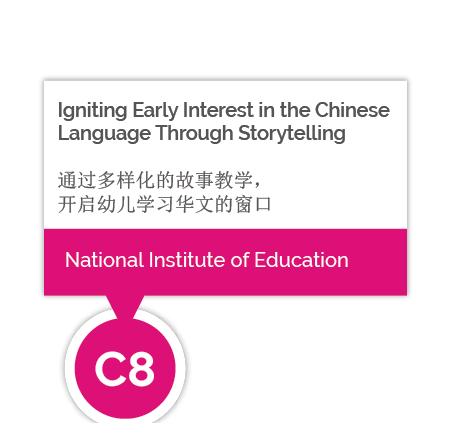 Igniting Early Interest in the Chinese
Language Through Storytelling
通过多样化的故事教学，
开启幼儿学习华文的窗口
National Institute of Education
C8